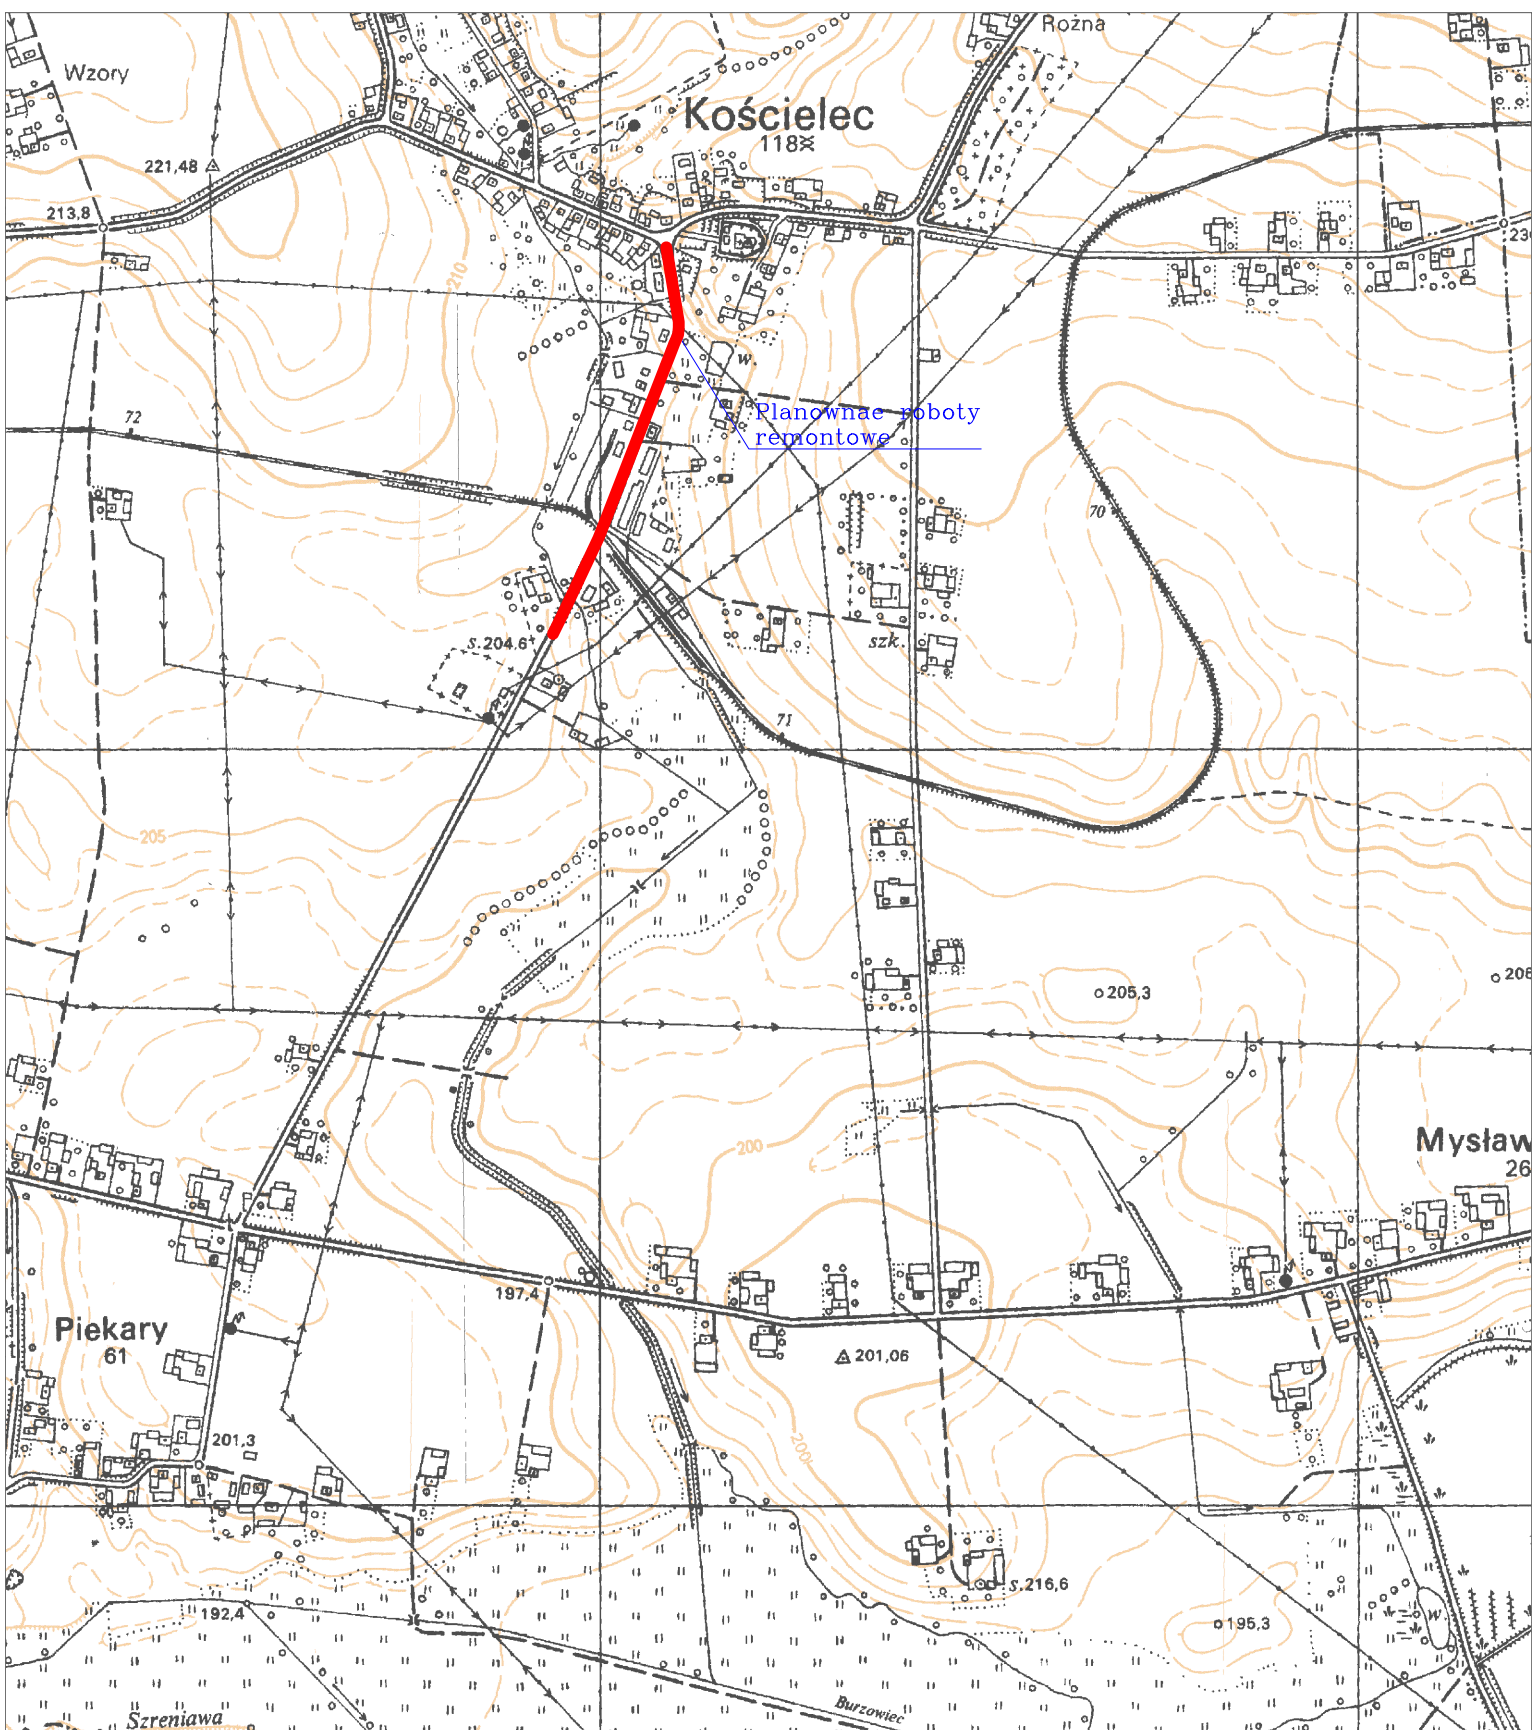 Rożna
Wzory
Kościelec
118
221,48
213,8
210
w.
72
Planownae roboty
remontowe
70
szk.
s.204.6
71
205
205,3
200
Mysław
26
197,4
Piekary
61
201,06
201,3
200
s.216,6
192,4
195,3
W
Burzowiec
Szreniawa